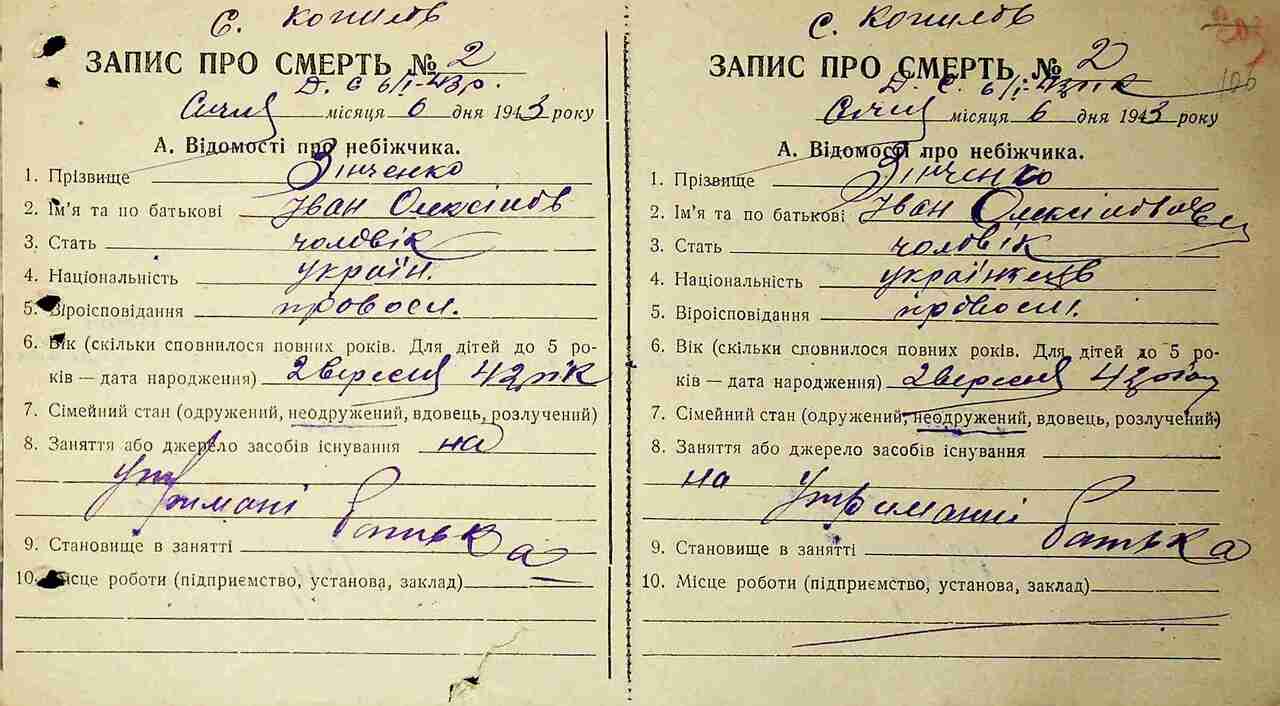 С. Копилов
ЗАПИС ПРО СМЕРТЬ № 2
Д. С 6/I-43р.
Січня місяця 6 дня 1943 року
А. Відомості про небіжчика.
1. Прізвище Зінченко
2. Ім'я та по батькові Іван Олексійов
3. Стать чоловік
4. Національність україн.
5. Віроісповідання провосл.
6. Вік (скільки сповнилося повних років. Для дітей до 5 ро-
ків — дата народження) 2 вересня 42 рік
7. Сімейний стан (одружений, неодружений, вдовець, розлучений)
8. Заняття або джерело засобів існування на
утримані батька
9. Становище в занятті
10. Місце роботи (підприємство, установа, заклад)
С. Копилов
ЗАПИС ПРО СМЕРТЬ № 2
Д. С. 6/I-43рік
Січня місяця 6 дня 1943 року
А. Відомості про небіжчика.
1. Прізвище Зінченко
2. Ім'я та по батькові Іван
3. Стать чоловік
4. Національність українець
5. Віроісповідання
6. Вік (скільки сповнилося повних років. Для дітей до 5 ро-
ків — дата народження) 2 вересня 42
7. Сімейний стан (одружений, неодружений, вдовець, розлучений)
8. Заняття або джерело засобів існування
на утриманні батька
9. Становище в занятті
10. Місце роботи (підприємство, установа, заклад)